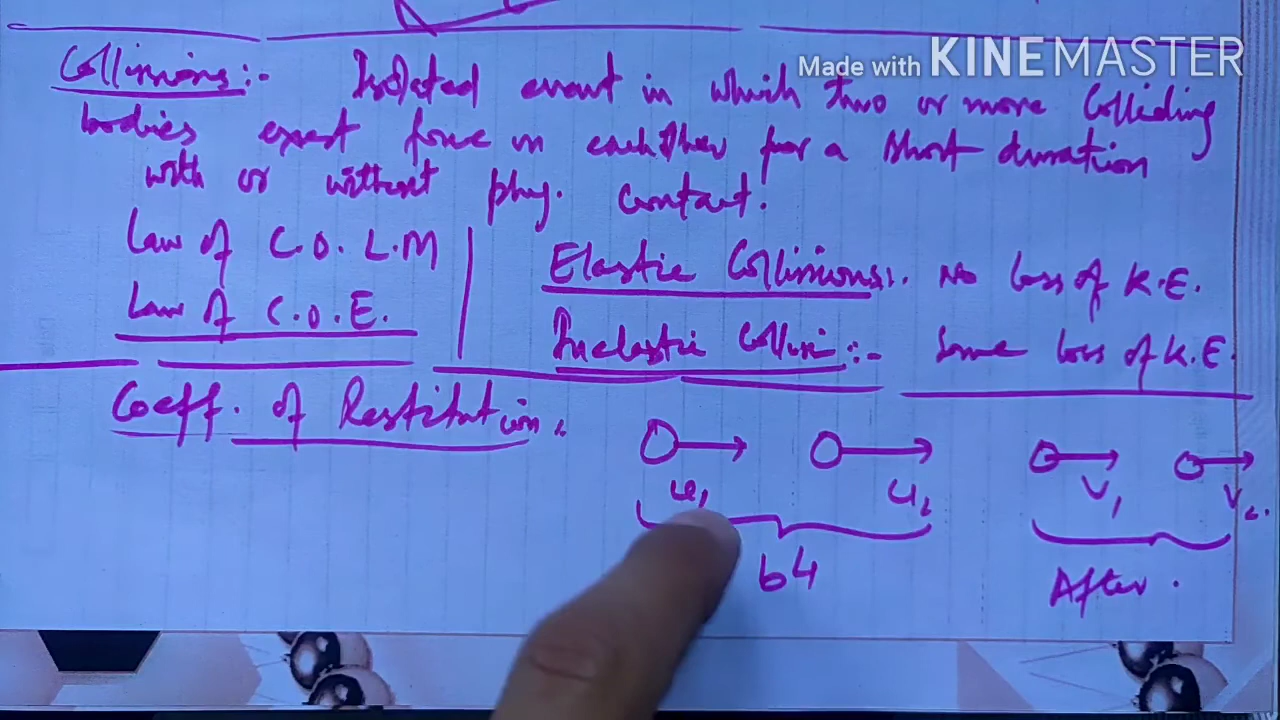 Made with KINEMASTER
Collisions:- Isolated event in which two or more colliding
bodies exert force on each other for a short duration
with or without phy. contact.
Law of C.O.L.M
Law of C.O.E.
Elastic Collisions:. No loss of K.E.
Inelastic Collisi:- Some loss of K.E.
Coeff. of Restitution:
u₁ u₂ v₁ v₂.
b4 After.